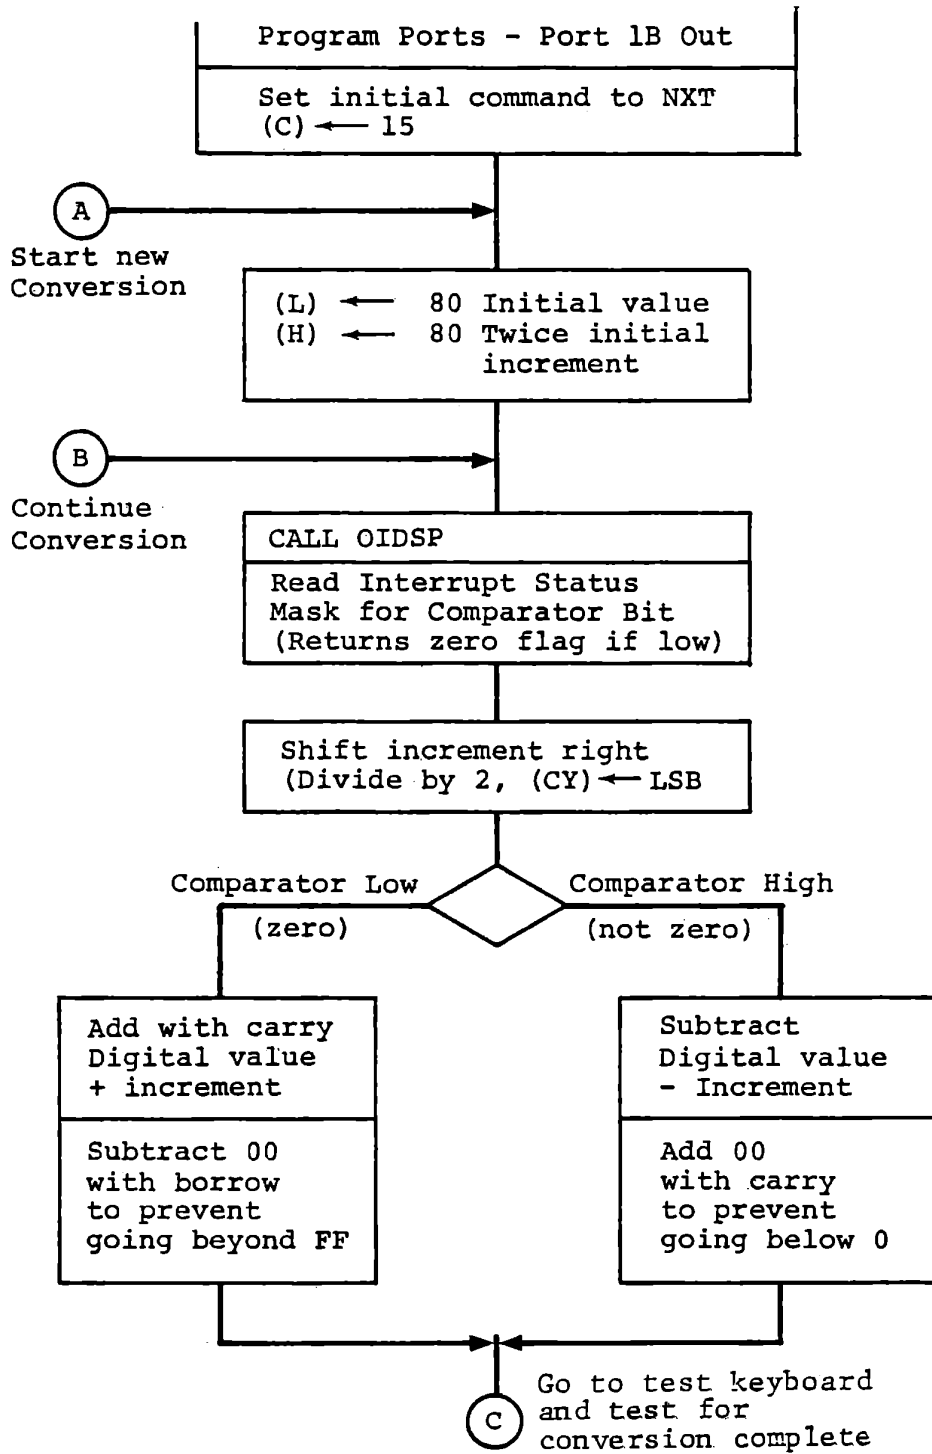 Program Ports - Port 1B Out
Set initial command to NXT
(C) ← 15
A
Start new
Conversion
(L) ← 80 Initial value
(H) ← 80 Twice initial
increment
B
Continue
Conversion
CALL OIDSP
Read Interrupt Status
Mask for Comparator Bit
(Returns zero flag if low)
Shift increment right
(Divide by 2, (CY) ← LSB
Comparator Low
(zero)
Comparator High
(not zero)
Add with carry
Digital value
+ increment
Subtract 00
with borrow
to prevent
going beyond FF
Subtract
Digital value
- Increment
Add 00
with carry
to prevent
going below 0
C
Go to test keyboard
and test for
conversion complete